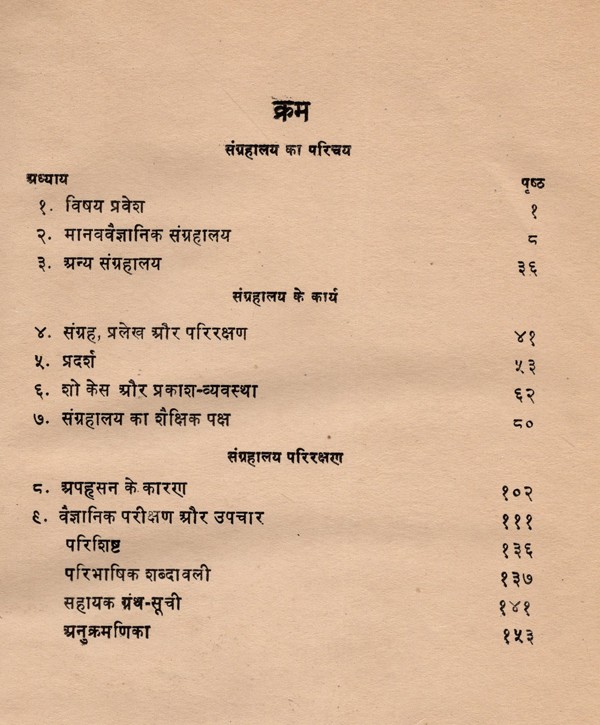 क्रम
संग्रहालय का परिचय
अध्याय पृष्ठ
१. विषय प्रवेश १
२. मानववैज्ञानिक संग्रहालय ८
३. अन्य संग्रहालय ३६
संग्रहालय के कार्य
४. संग्रह, प्रलेख और परिरक्षण ४१
५. प्रदर्श ५३
६. शो केस और प्रकाश-व्यवस्था ६२
७. संग्रहालय का शैक्षिक पक्ष ८०
संग्रहालय परिरक्षण
८. अपहृसन के कारण १०२
९. वैज्ञानिक परीक्षण और उपचार १११
परिशिष्ट १३६
परिभाषिक शब्दावली १३७
सहायक ग्रंथ-सूची १४१
अनुक्रमणिका १५३